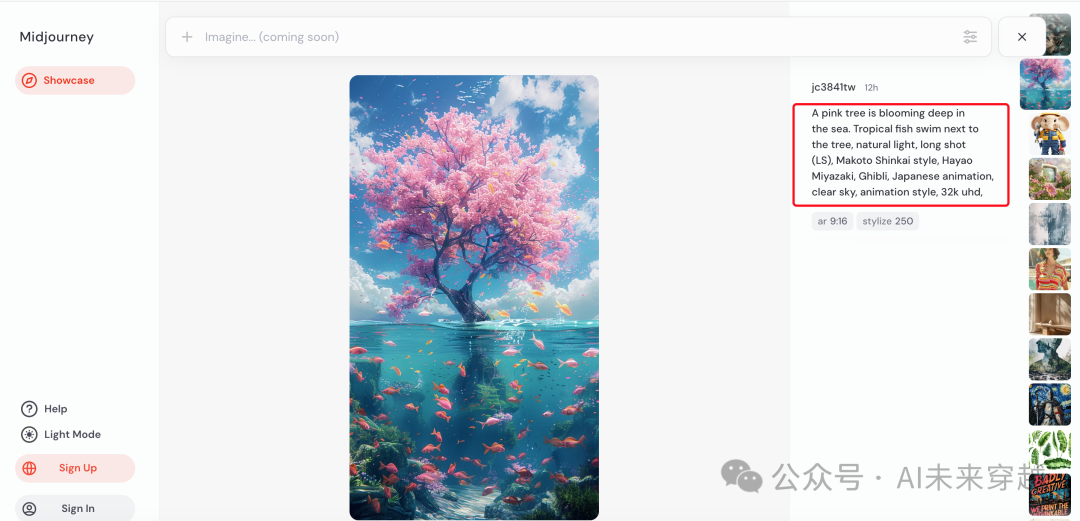 Midjourney
Imagine... (coming soon)
Showcase
jc3841tw 12h
A pink tree is blooming deep in
the sea. Tropical fish swim next to
the tree, natural light, long shot
(LS), Makoto Shinkai style, Hayao
Miyazaki, Ghibli, Japanese animation,
clear sky, animation style, 32k uhd,
ar 9:16 stylize 250
Help
Light Mode
Sign Up
Sign In
公众号 · AI未来穿越
BADLY
CREATIVE
WE PRINT THE